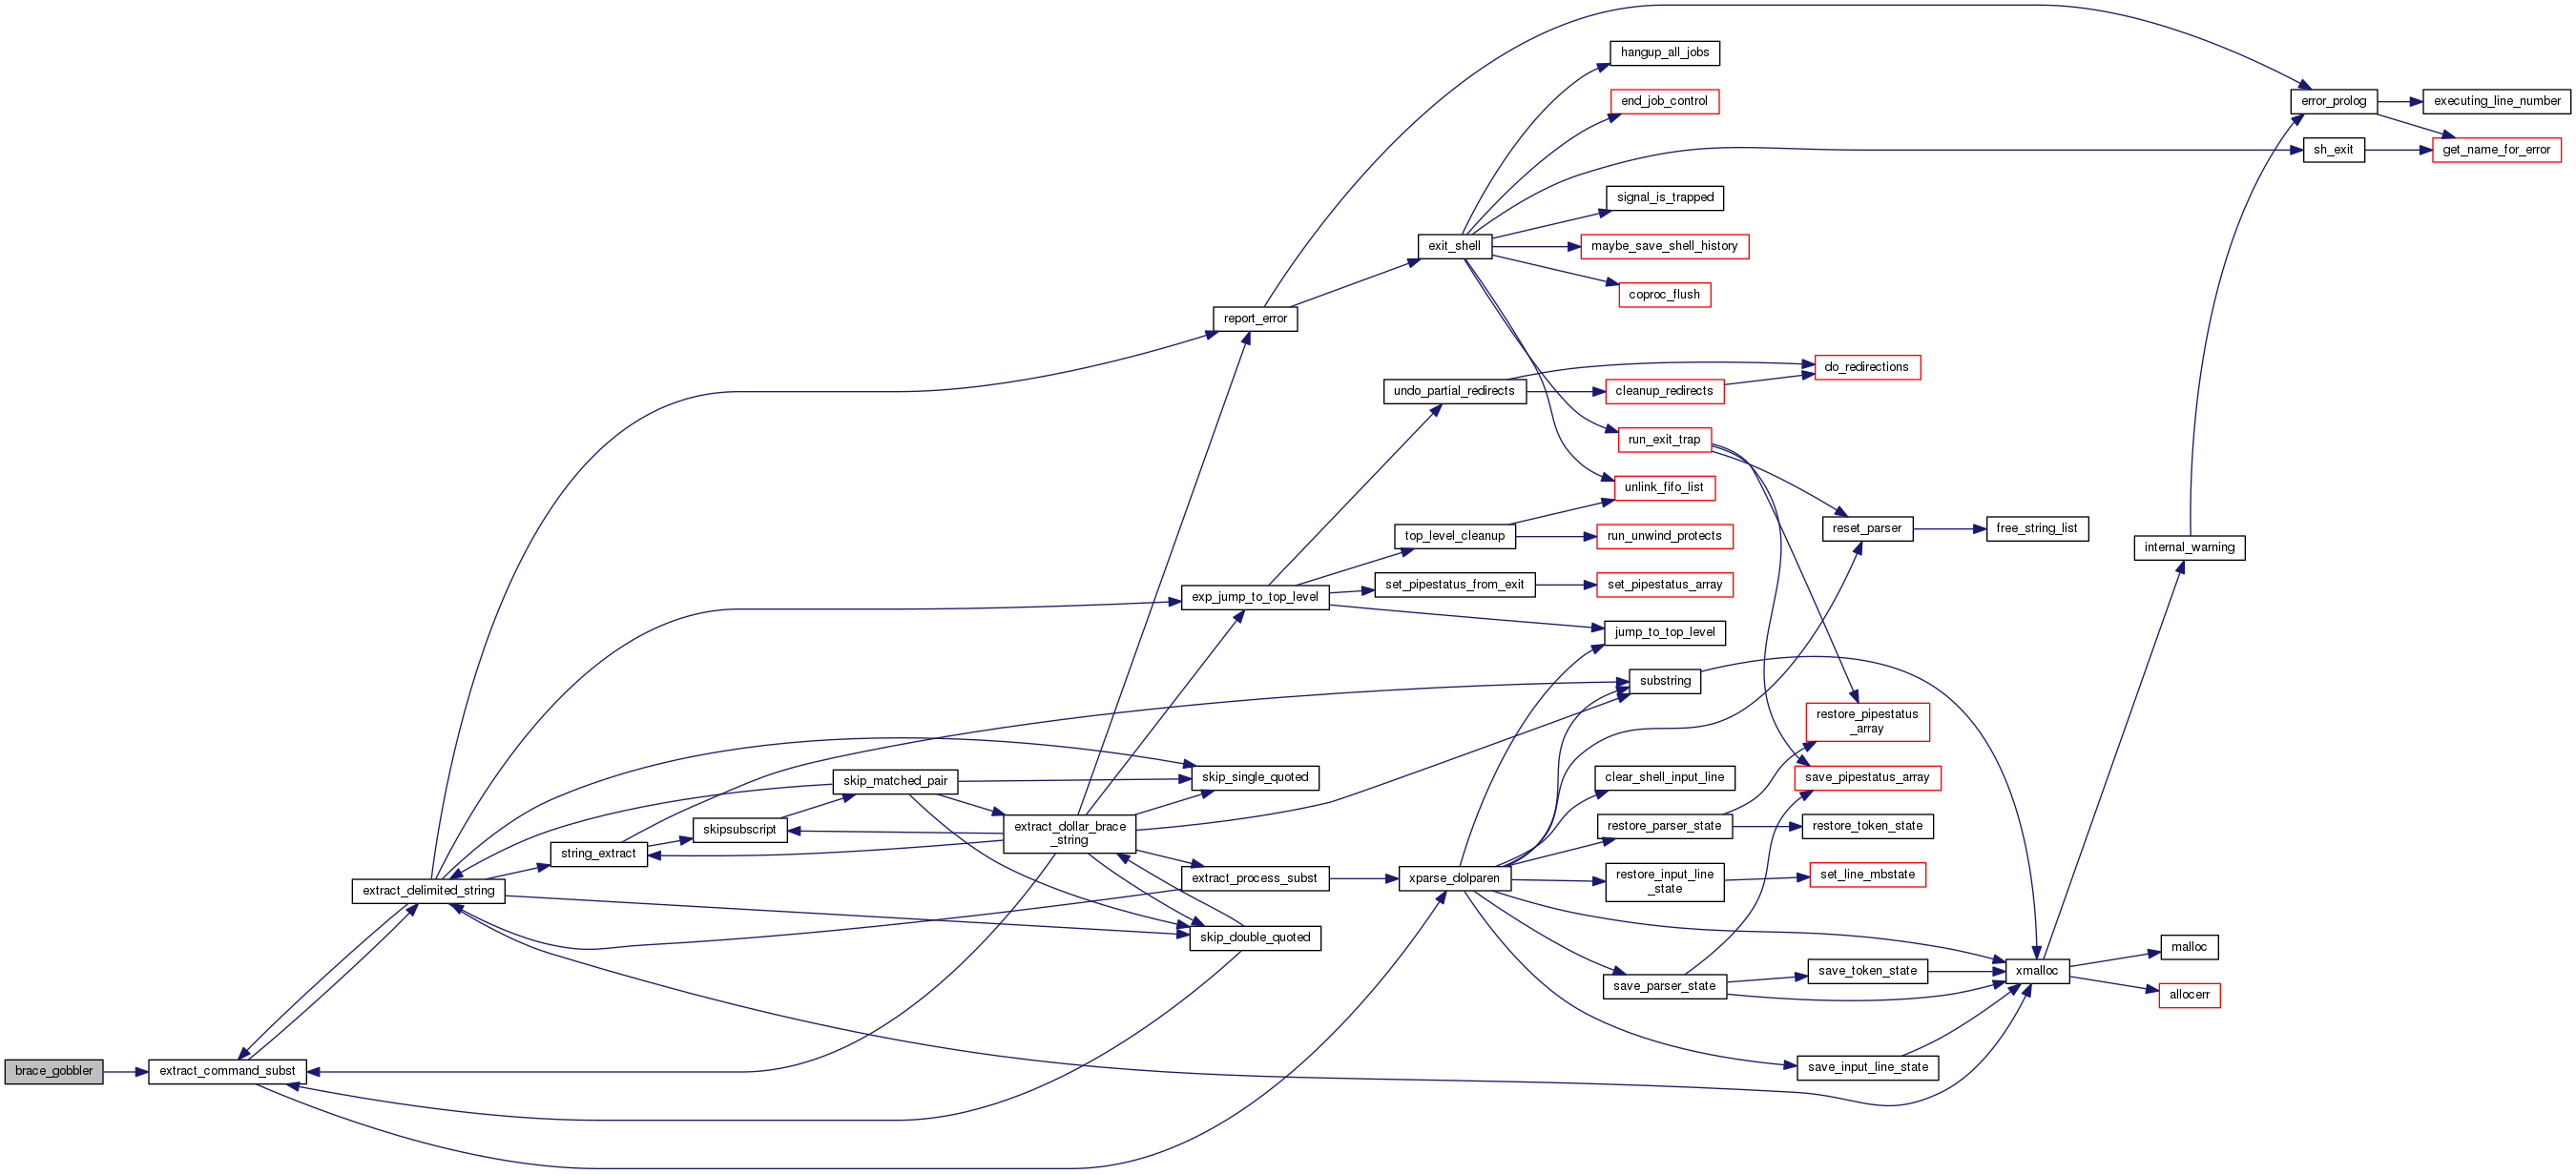 hangup_all_jobs
end_job_control
error_prolog
executing_line_number
sh_exit
get_name_for_error
signal_is_trapped
exit_shell
maybe_save_shell_history
coproc_flush
report_error
do_redirections
undo_partial_redirects
cleanup_redirects
run_exit_trap
unlink_fifo_list
reset_parser
free_string_list
top_level_cleanup
run_unwind_protects
internal_warning
set_pipestatus_from_exit
set_pipestatus_array
exp_jump_to_top_level
jump_to_top_level
substring
restore_pipestatus
_array
skip_single_quoted
skip_matched_pair
clear_shell_input_line
save_pipestatus_array
extract_dollar_brace
_string
skipsubscript
restore_parser_state
restore_token_state
string_extract
extract_process_subst
xparse_dolparen
restore_input_line
_state
set_line_mbstate
extract_delimited_string
skip_double_quoted
malloc
save_token_state
xmalloc
save_parser_state
allocerr
save_input_line_state
brace_gobbler
extract_command_subst